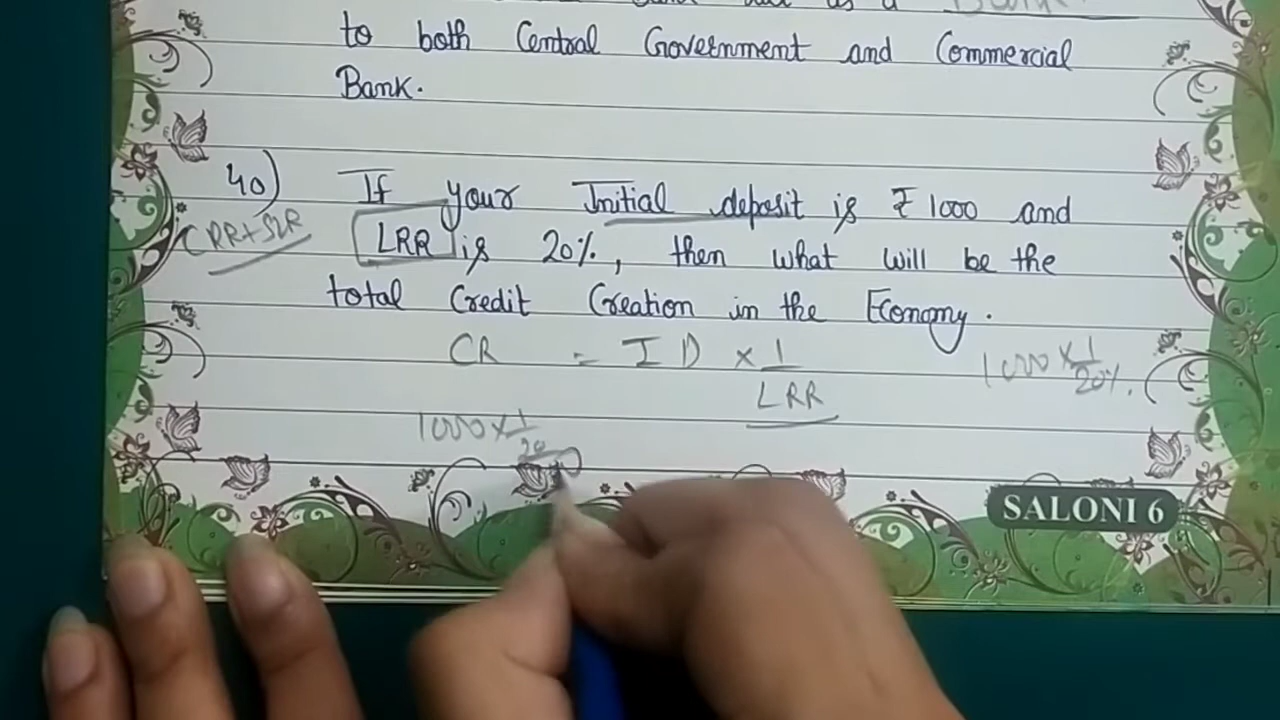 to both Central Government and Commercial
Bank.
40) If your Initial deposit is ₹ 1000 and
CRR+SLR
LRR is 20%, then what will be the
total Credit Creation in the Economy.
CR = I D × 1
LRR
1000 × 1
20%.
1000 × 1
20
SALONI 6